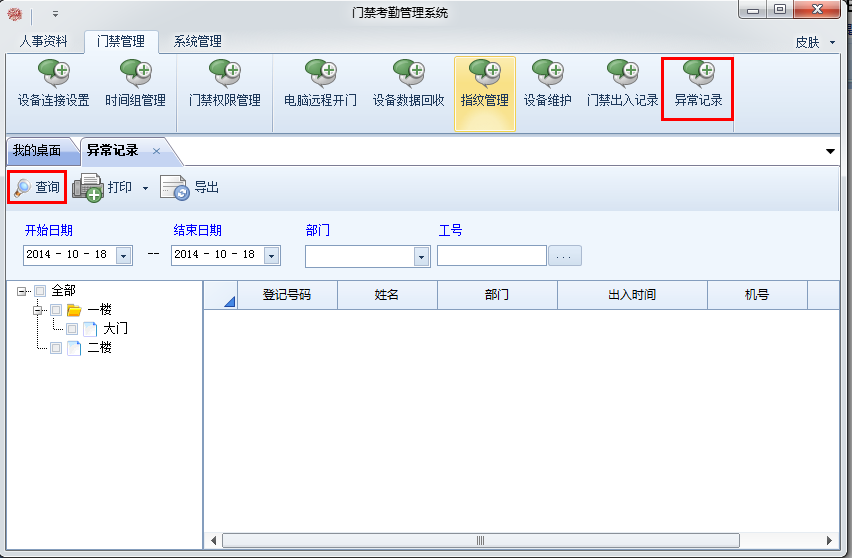 门禁考勤管理系统
人事资料 门禁管理 系统管理 皮肤
设备连接设置 时间组管理 门禁权限管理 电脑远程开门 设备数据回收 指纹管理 设备维护 门禁出入记录 异常记录
我的桌面 异常记录
查询 打印 导出
开始日期 结束日期 部门 工号
2014 - 10 - 18 -- 2014 - 10 - 18 ...
全部 登记号码 姓名 部门 出入时间 机号
一楼
大门
二楼